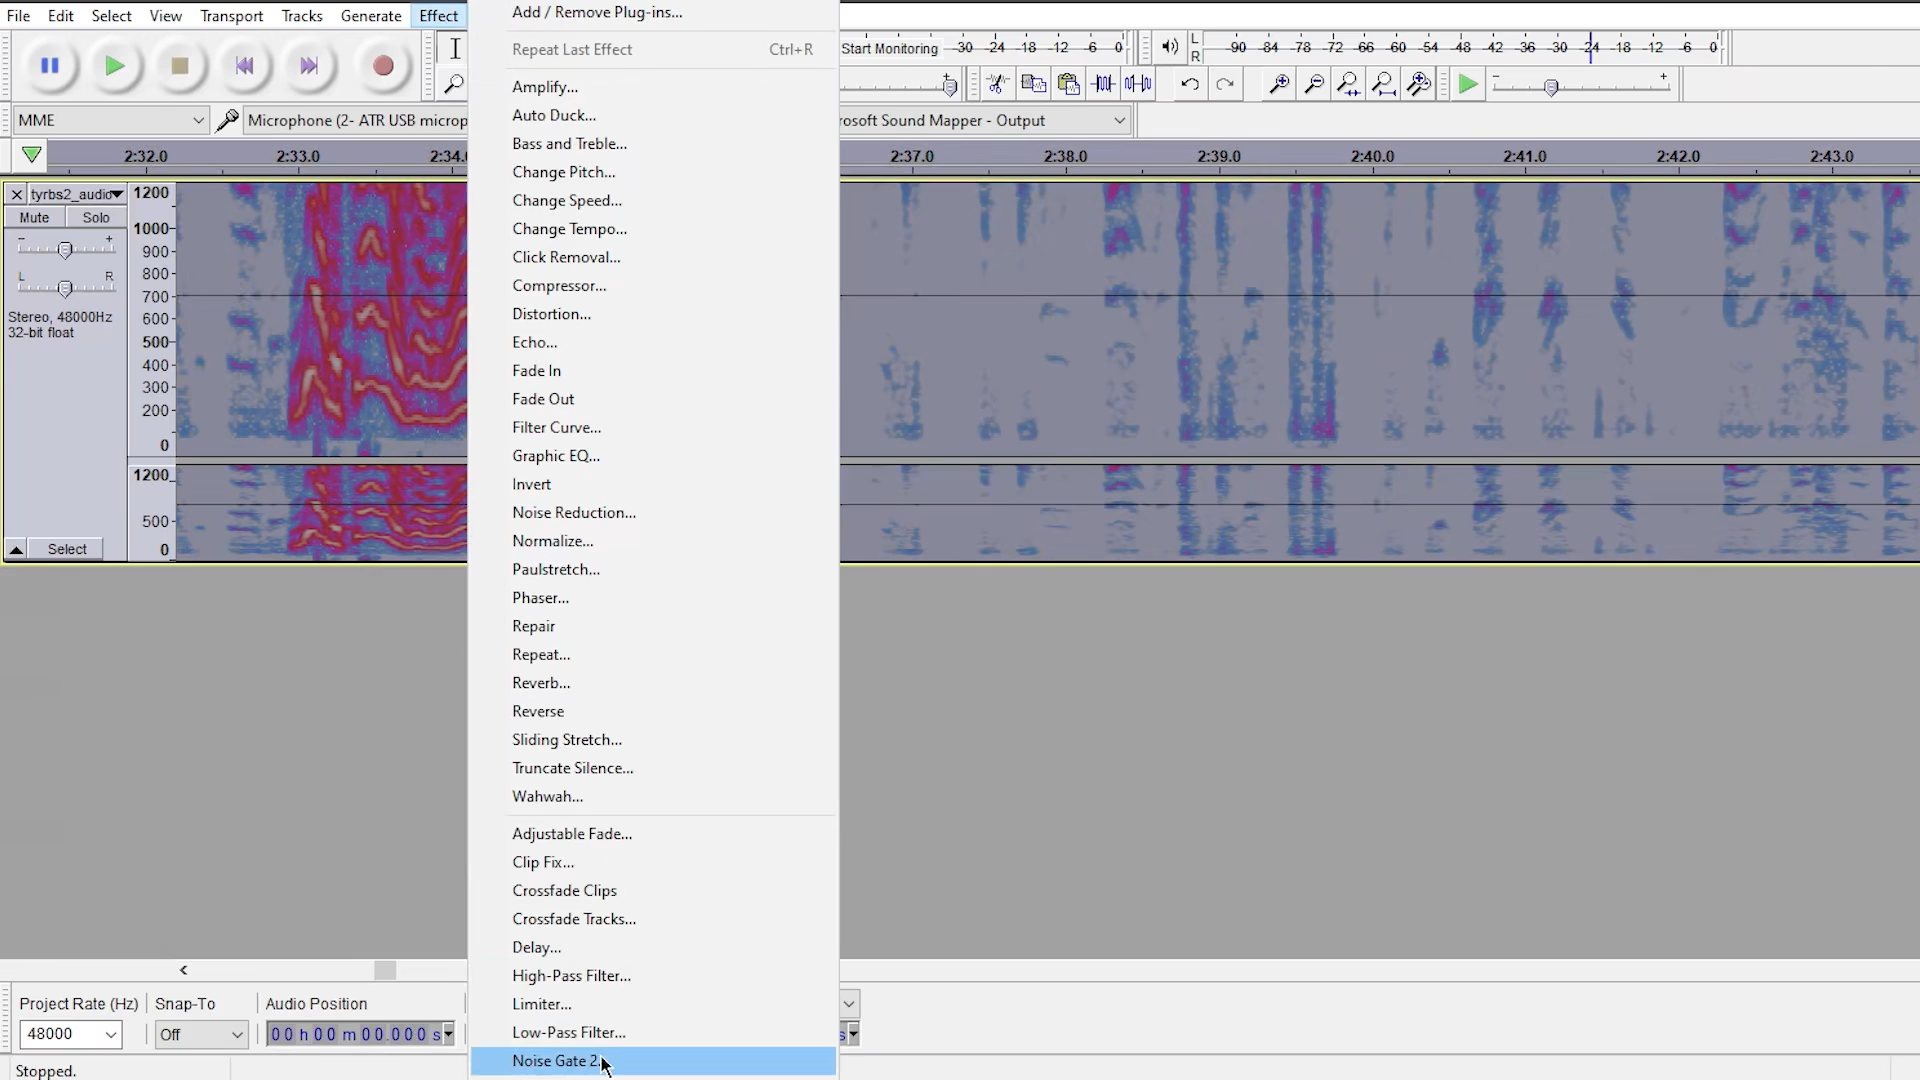 File Edit Select View Transport Tracks Generate Effect
Add / Remove Plug-ins...
Repeat Last Effect Ctrl+R
Amplify...
Auto Duck...
Bass and Treble...
Change Pitch...
Change Speed...
Change Tempo...
Click Removal...
Compressor...
Distortion...
Echo...
Fade In
Fade Out
Filter Curve...
Graphic EQ...
Invert
Noise Reduction...
Normalize...
Paulstretch...
Phaser...
Repair
Repeat...
Reverb...
Reverse
Sliding Stretch...
Truncate Silence...
Wahwah...
Adjustable Fade...
Clip Fix...
Crossfade Clips
Crossfade Tracks...
Delay...
High-Pass Filter...
Limiter...
Low-Pass Filter...
Noise Gate 2.
Start Monitoring -30 -24 -18 -12 -6 0
L
R
-90 -84 -78 -72 -66 -60 -54 -48 -42 -36 -30 -24 -18 -12 -6 0
MME
Microphone (2- ATR USB microp
rosoft Sound Mapper - Output
2:32.0 2:33.0 2:34. 2:37.0 2:38.0 2:39.0 2:40.0 2:41.0 2:42.0 2:43.0
tyrbs2_audio
Mute Solo
- +
L R
Stereo, 48000Hz
32-bit float
Select
1200
1000
900
800
700
600
500
400
300
200
0
1200
500
0
Project Rate (Hz) Snap-To Audio Position
48000 Off 00 h 00 m 00.000 s
s
Stopped.